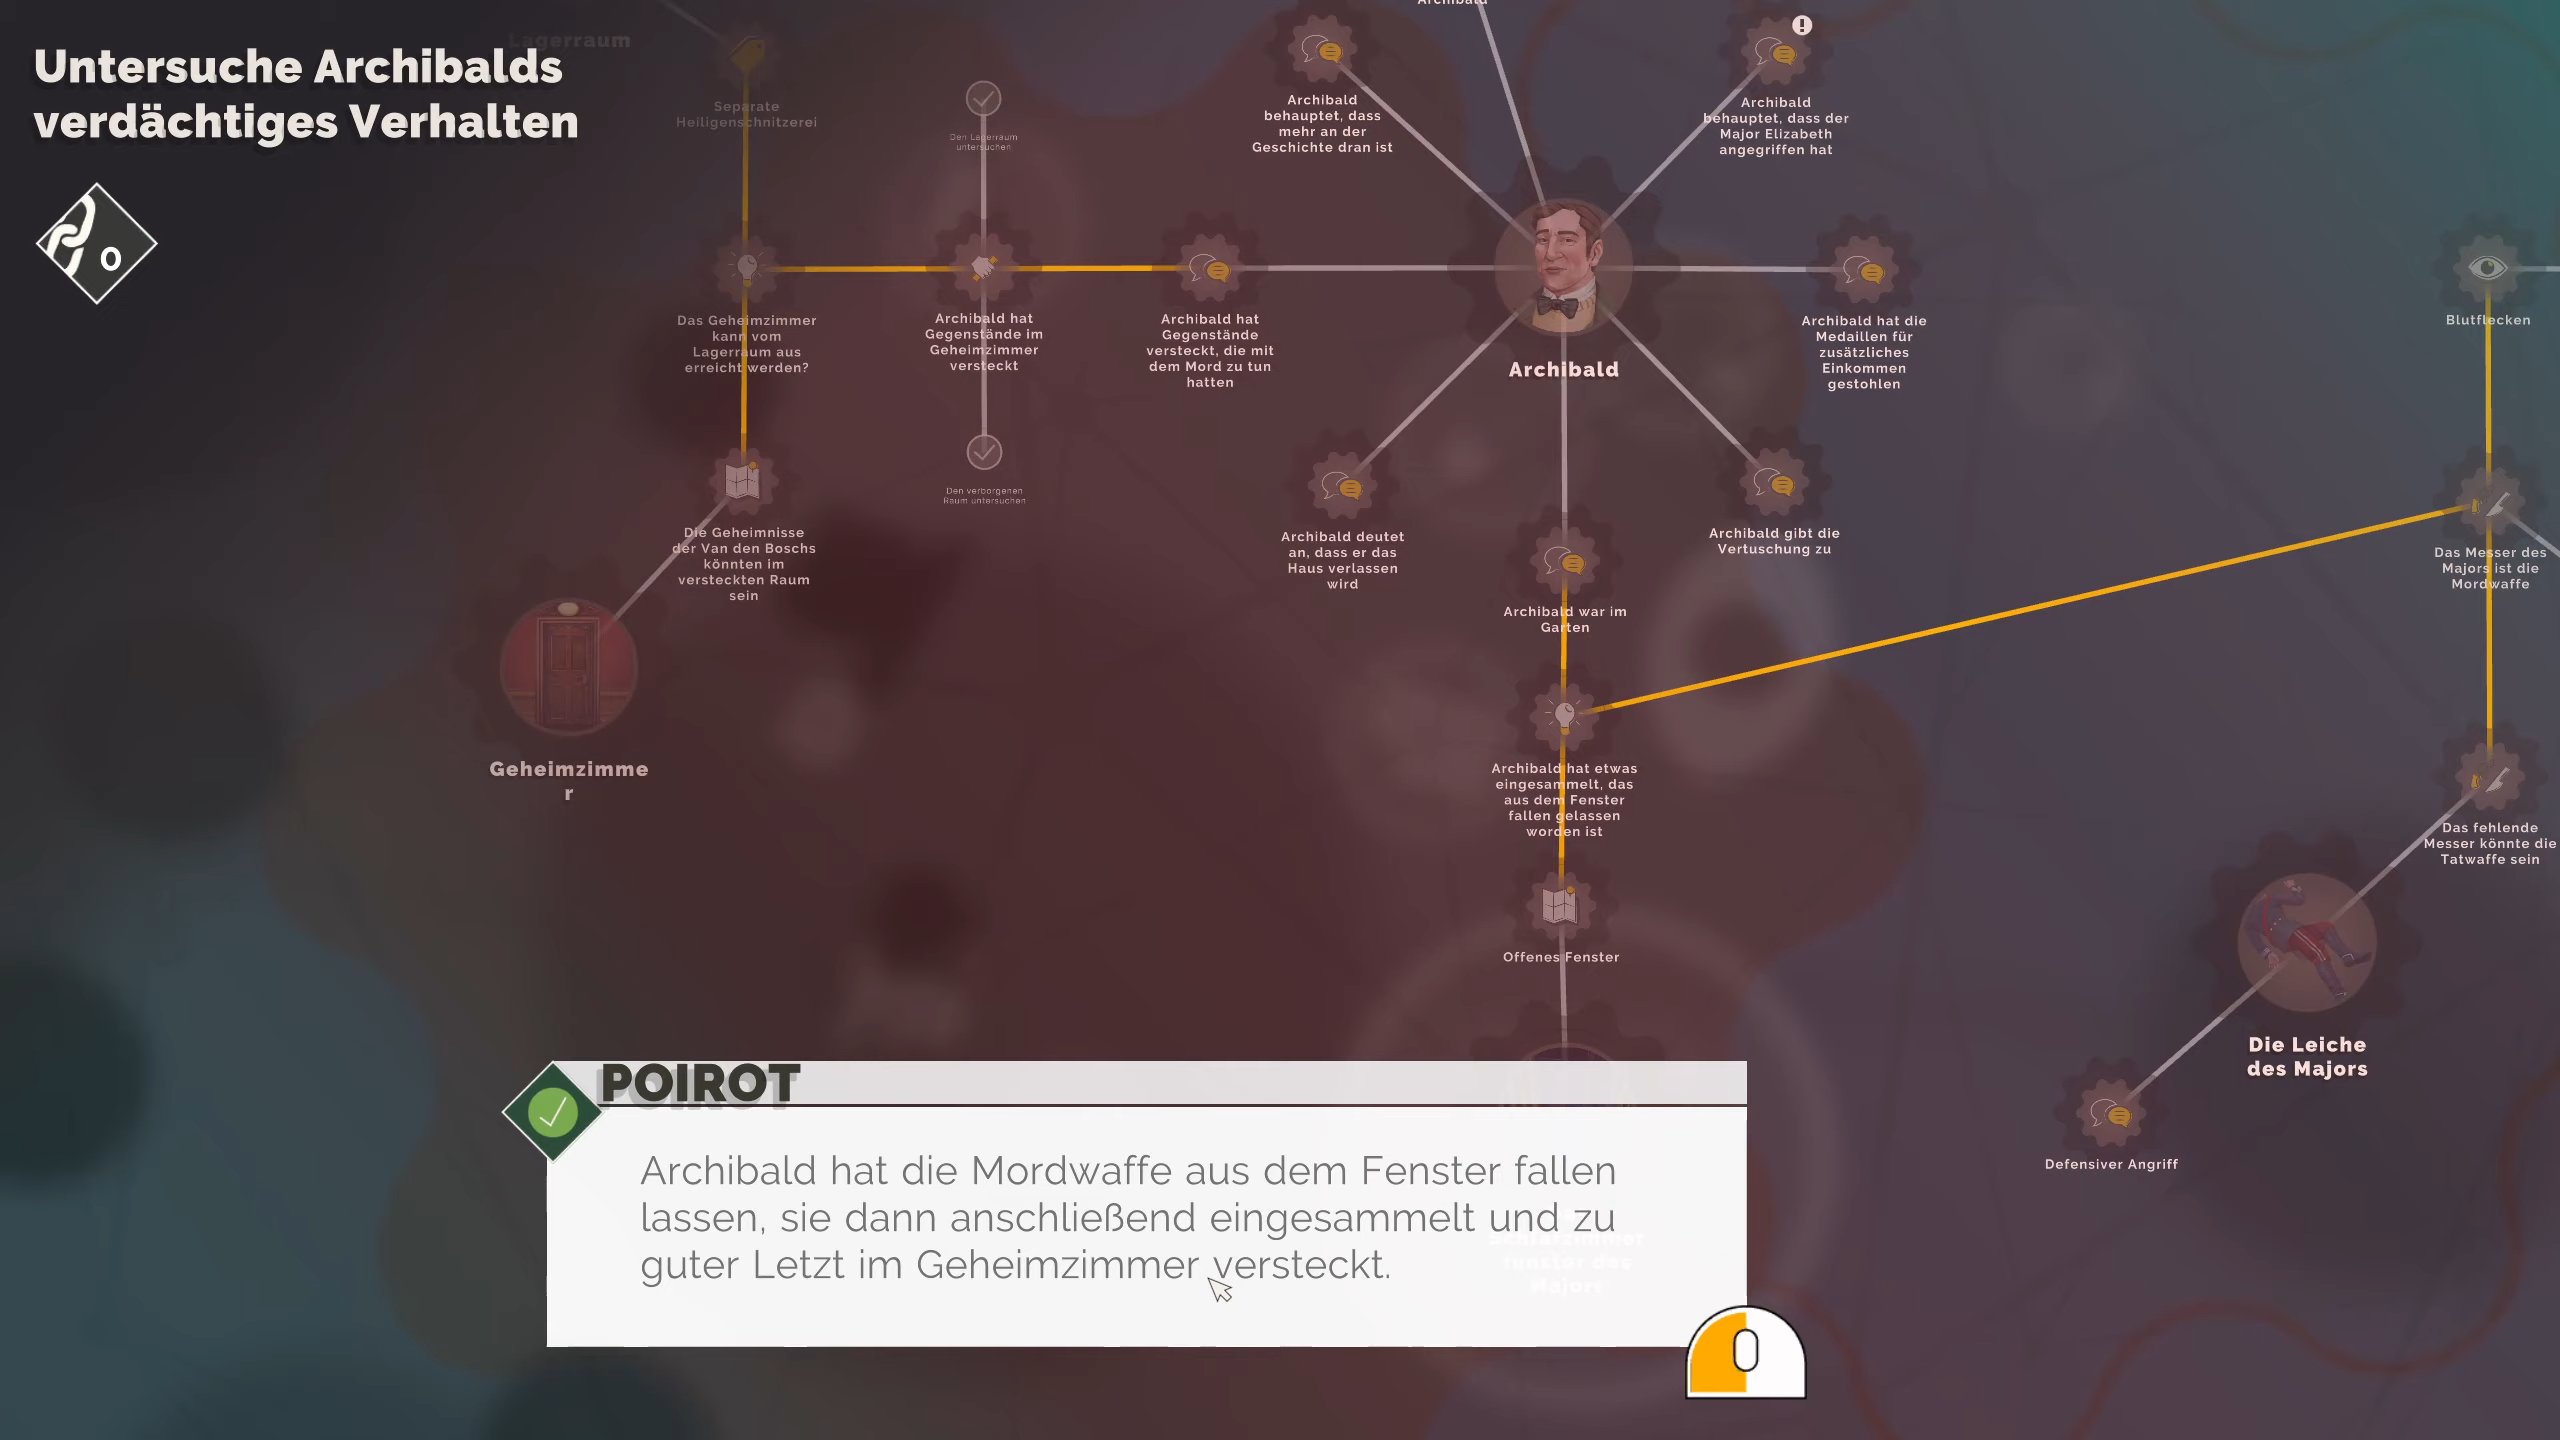 Archibald
Lagerraum
Untersuche Archibalds
verdächtiges Verhalten
0
Separate
Heiligenschnitzerei
Den Lagerraum
untersuchen
Archibald
behauptet, dass
mehr an der
Geschichte dran ist
Archibald
behauptet, dass der
Major Elizabeth
angegriffen hat
Das Geheimzimmer
kann vom
Lagerraum aus
erreicht werden?
Archibald hat
Gegenstände im
Geheimzimmer
versteckt
Archibald hat
Gegenstände
versteckt, die mit
dem Mord zu tun
hatten
Archibald
Archibald hat die
Medaillen für
zusätzliches
Einkommen
gestohlen
Blutflecken
Den verborgenen
Raum untersuchen
Die Geheimnisse
der Van den Boschs
könnten im
versteckten Raum
sein
Archibald deutet
an, dass er das
Haus verlassen
wird
Archibald gibt die
Vertuschung zu
Das Messer des
Majors ist die
Mordwaffe
Archibald war im
Garten
Geheimzimme
r
Archibald hat etwas
eingesammelt, das
aus dem Fenster
fallen gelassen
worden ist
Das fehlende
Messer könnte die
Tatwaffe sein
Offenes Fenster
Die Leiche
des Majors
Defensiver Angriff
POIROT
Archibald hat die Mordwaffe aus dem Fenster fallen
lassen, sie dann anschließend eingesammelt und zu
guter Letzt im Geheimzimmer versteckt.
Schlafzimmer
fenster des
Majors